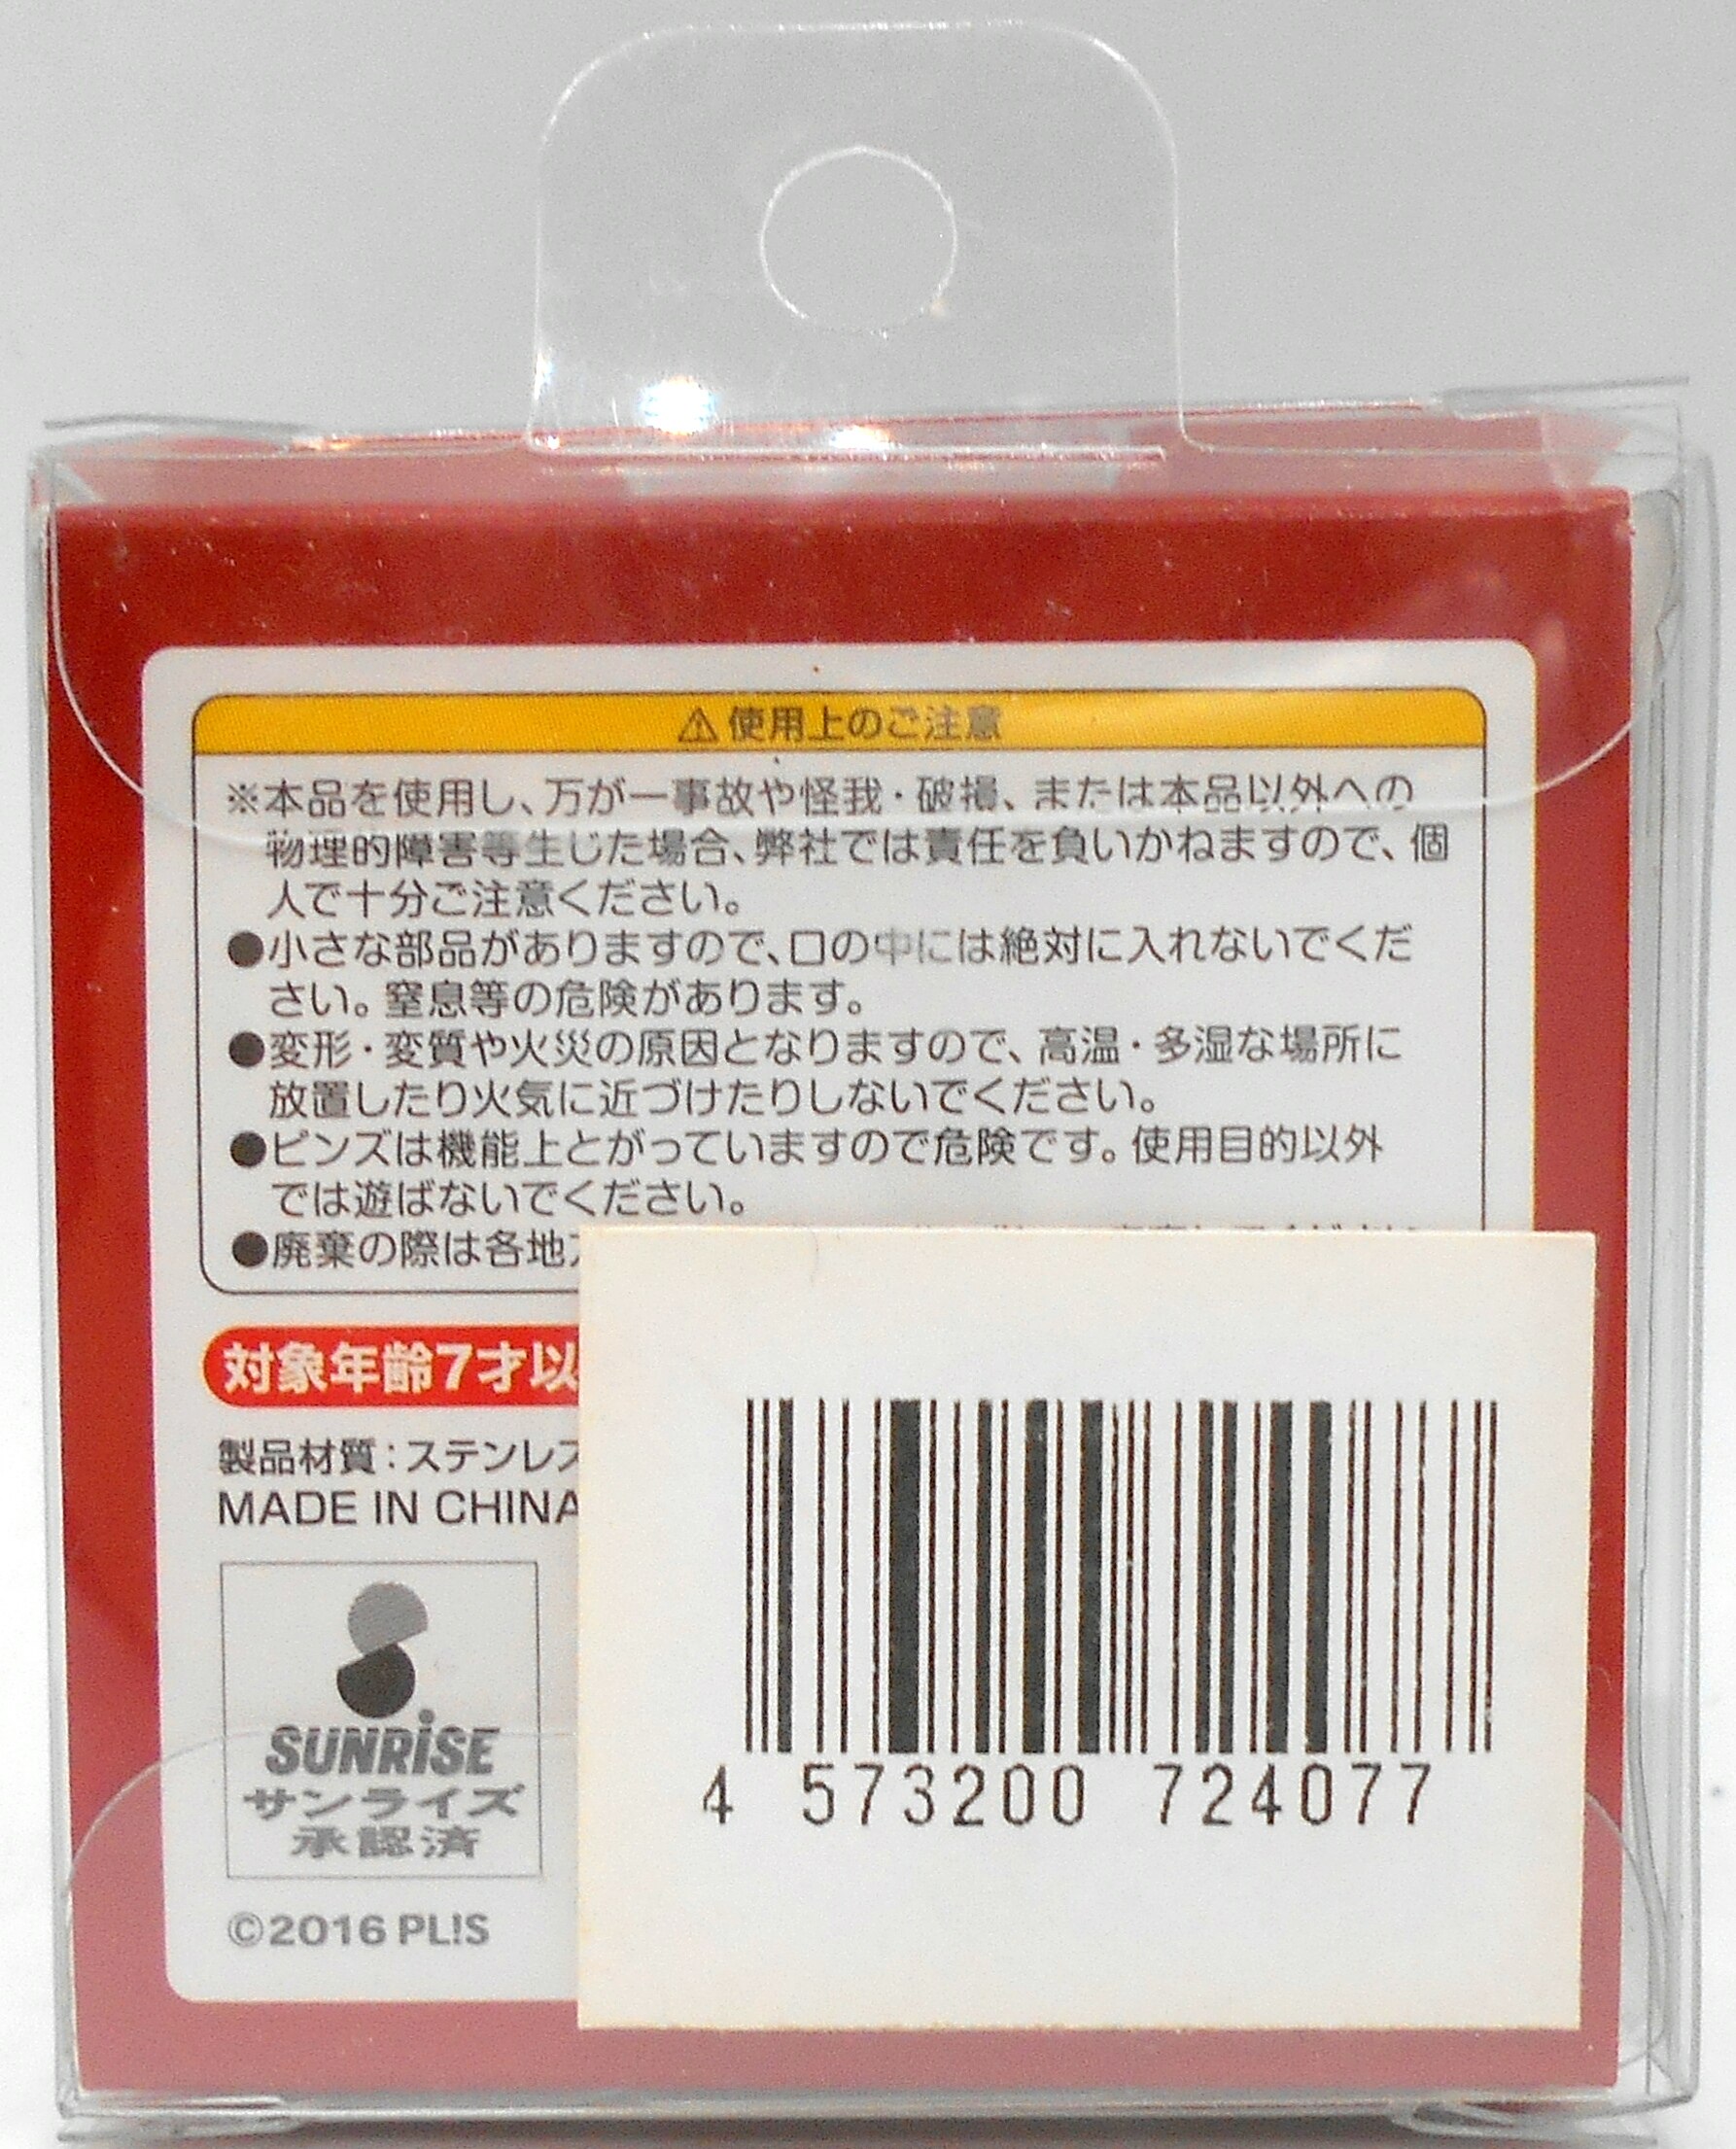 ⚠使用上のご注意
※本品を使用し、万が一事故や怪我・破損、または本品以外への
物理的障害等生じた場合、弊社では責任を負いかねますので、個
人で十分ご注意ください。
●小さな部品がありますので、口の中には絶対に入れないでくだ
さい。窒息等の危険があります。
●変形・変質や火災の原因となりますので、高温・多湿な場所に
放置したり火気に近づけたりしないでください。
●ピンズは機能上とがっていますので危険です。使用目的以外
では遊ばないでください。
●廃棄の際は各地
対象年齢7才以
製品材質:ステンレス
MADE IN CHINA
SUNRiSE
サンライズ
承認済
©2016 PL!S
4 573200 724077